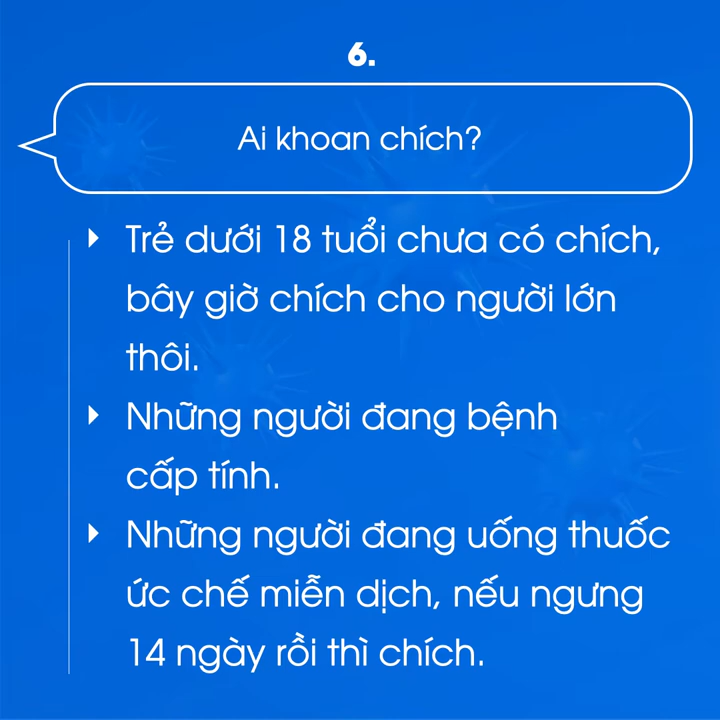 6.
Ai khoan chích?
Trẻ dưới 18 tuổi chưa có chích,
bây giờ chích cho người lớn
thôi.
Những người đang bệnh
cấp tính.
Những người đang uống thuốc
ức chế miễn dịch, nếu ngưng
14 ngày rồi thì chích.